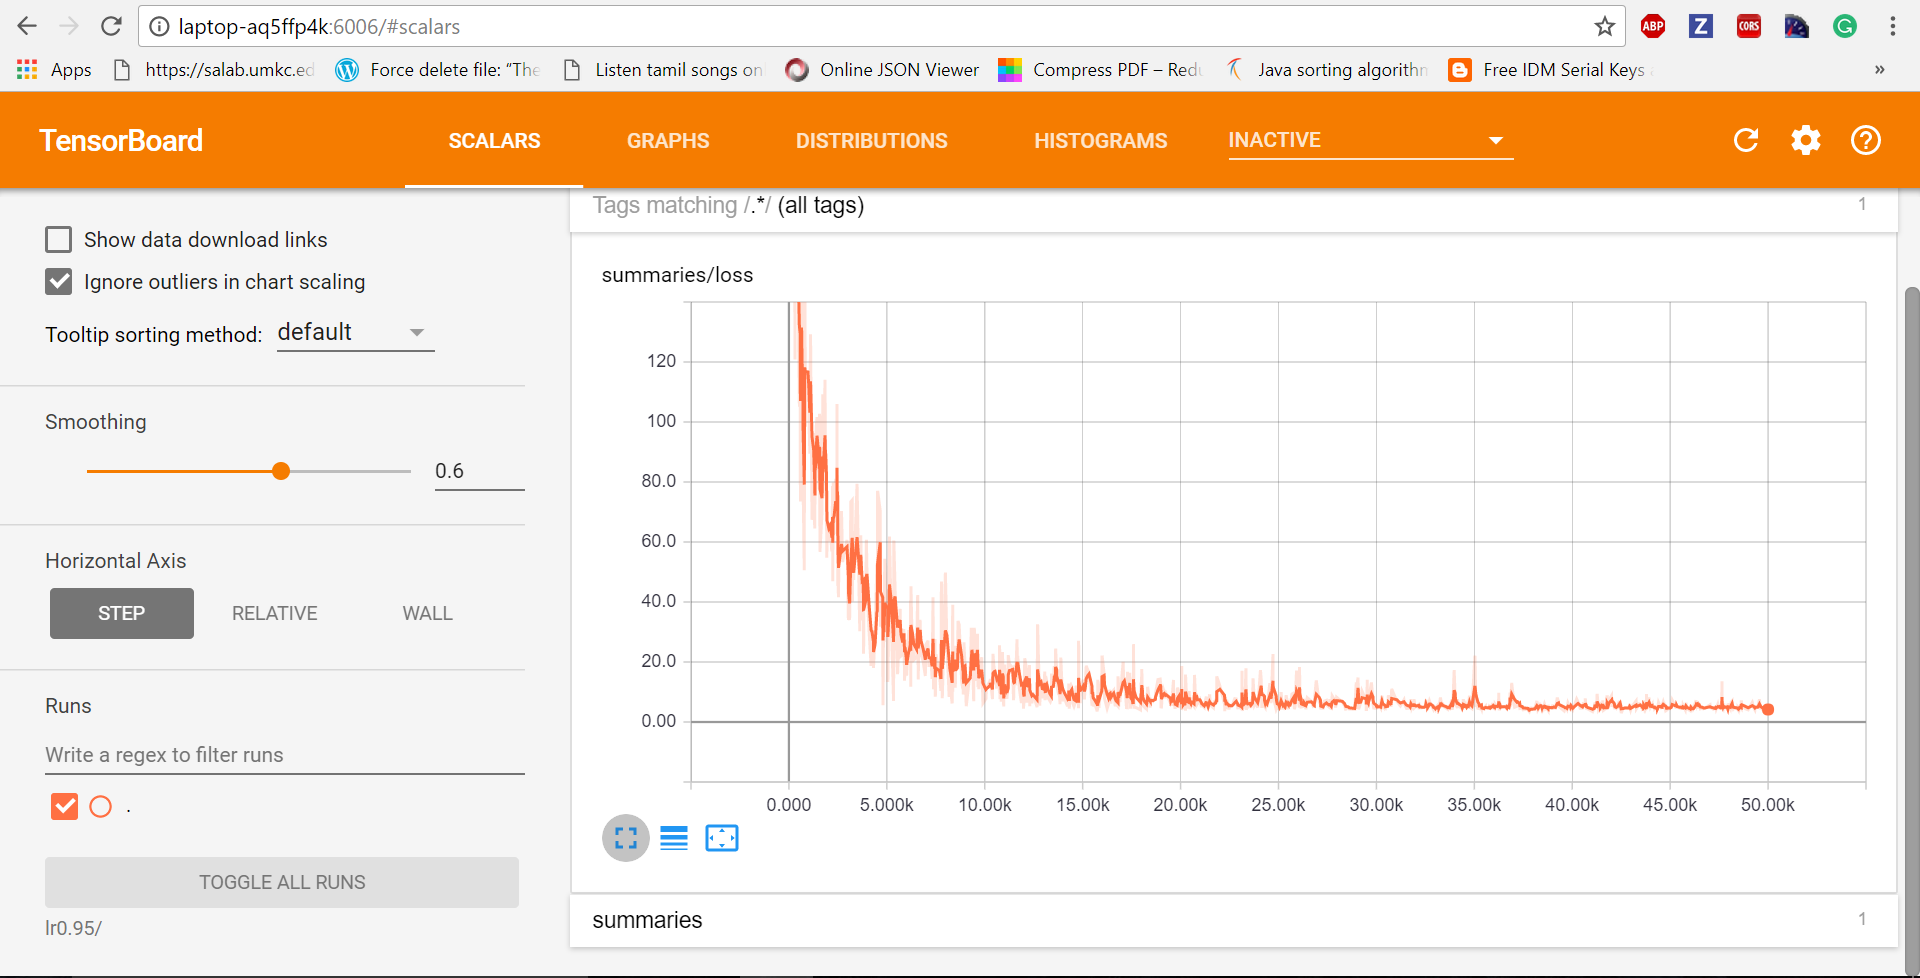 laptop-aq5ffp4k:6006/#scalars
ABP Z CORS G
Apps https://salab.umkc.ed Force delete file: “The Listen tamil songs on Online JSON Viewer Compress PDF – Redu Java sorting algorithm Free IDM Serial Keys »
TensorBoard SCALARS GRAPHS DISTRIBUTIONS HISTOGRAMS INACTIVE
Tags matching /.*/ (all tags) 1
Show data download links
Ignore outliers in chart scaling
Tooltip sorting method: default
Smoothing
0.6
Horizontal Axis
STEP RELATIVE WALL
Runs
Write a regex to filter runs
.
TOGGLE ALL RUNS
lr0.95/
summaries/loss
120
100
80.0
60.0
40.0
20.0
0.00
0.000 5.000k 10.00k 15.00k 20.00k 25.00k 30.00k 35.00k 40.00k 45.00k 50.00k
summaries 1